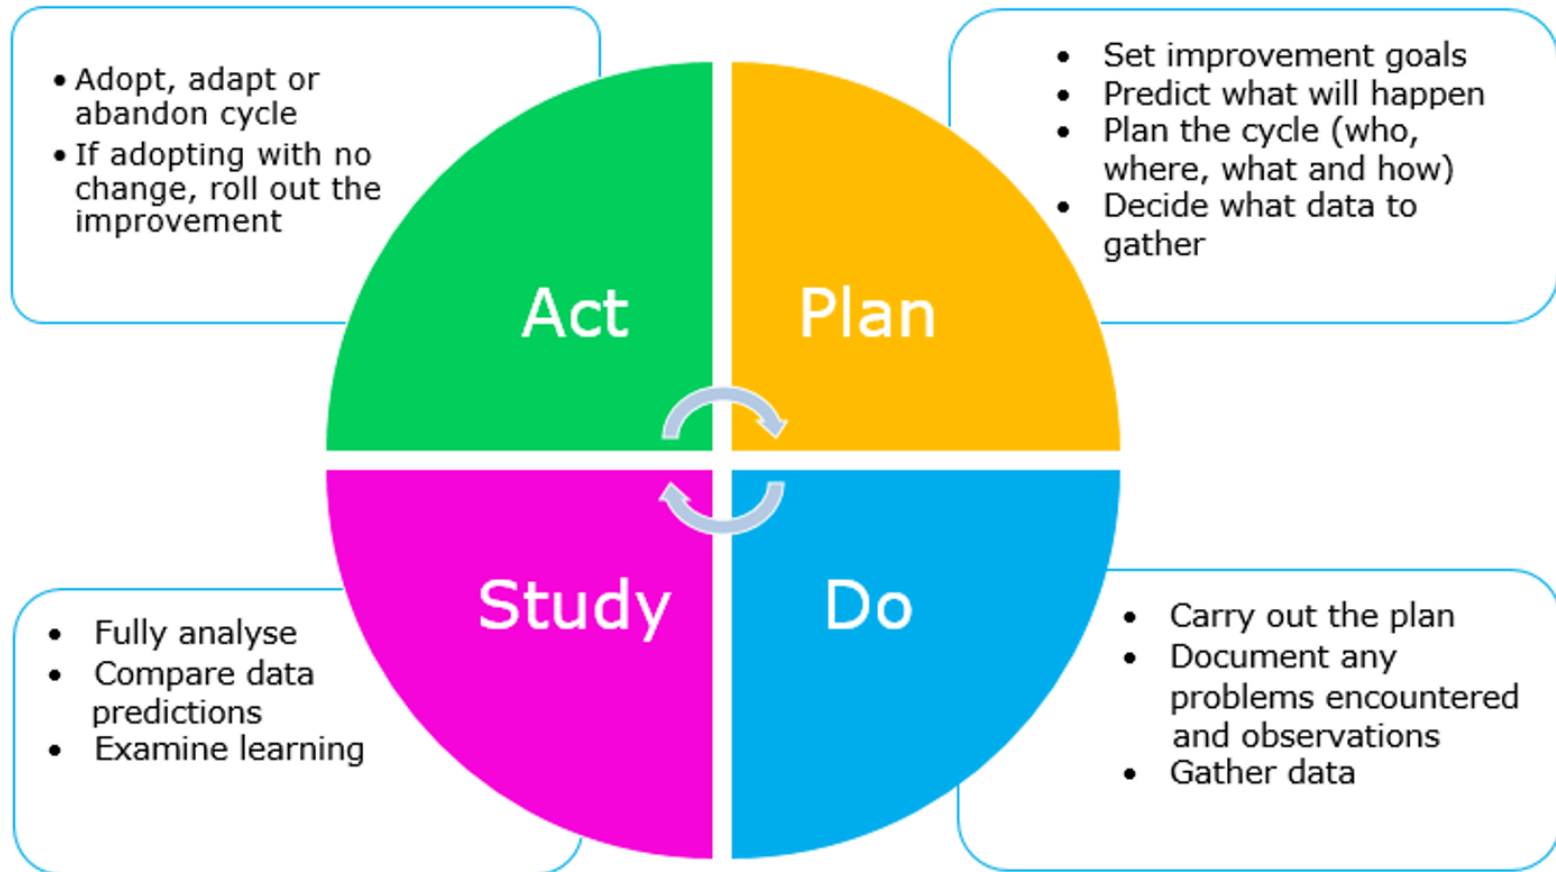 • Adopt, adapt or
abandon cycle
• If adopting with no
change, roll out the
improvement
• Set improvement goals
• Predict what will happen
• Plan the cycle (who,
where, what and how)
• Decide what data to
gather
Act
Plan
Study
Do
• Fully analyse
• Compare data
predictions
• Examine learning
• Carry out the plan
• Document any
problems encountered
and observations
• Gather data